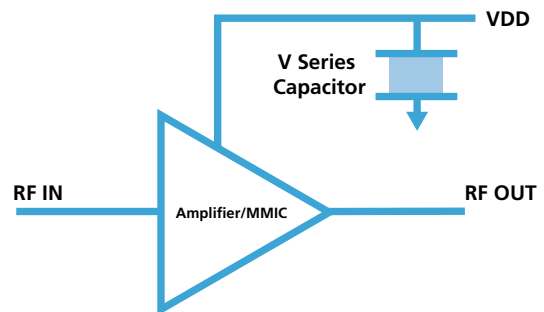 VDD
V Series
Capacitor
RF IN
Amplifier/MMIC
RF OUT